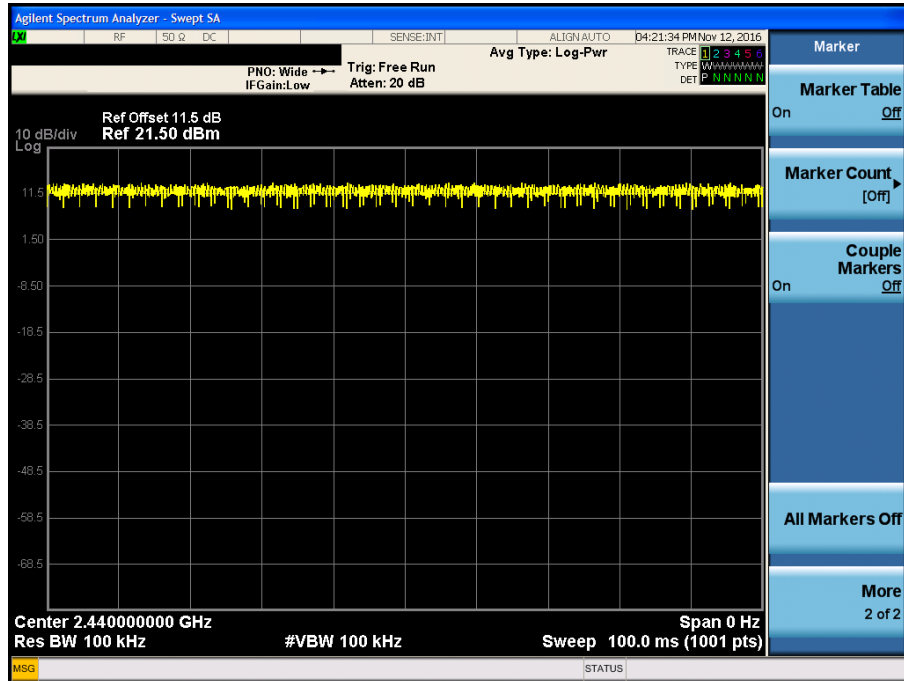 Agilent Spectrum Analyzer - Swept SA
LXI RF 50 Ω DC SENSE:INT ALIGN AUTO 04:21:34 PM Nov 12, 2016
Marker
Avg Type: Log-Pwr
TRACE 1 2 3 4 5 6
TYPE WWWWWW
DET P N N N N N
PNO: Wide
IFGain:Low
Trig: Free Run
Atten: 20 dB
Marker Table
On Off
Ref Offset 11.5 dB
10 dB/div Ref 21.50 dBm
Log
Marker Count
[Off]
11.5
1.50
Couple
Markers
On Off
-8.50
-18.5
-28.5
-38.5
-48.5
-58.5
All Markers Off
-68.5
More
2 of 2
Center 2.440000000 GHz Span 0 Hz
Res BW 100 kHz #VBW 100 kHz Sweep 100.0 ms (1001 pts)
MSG STATUS